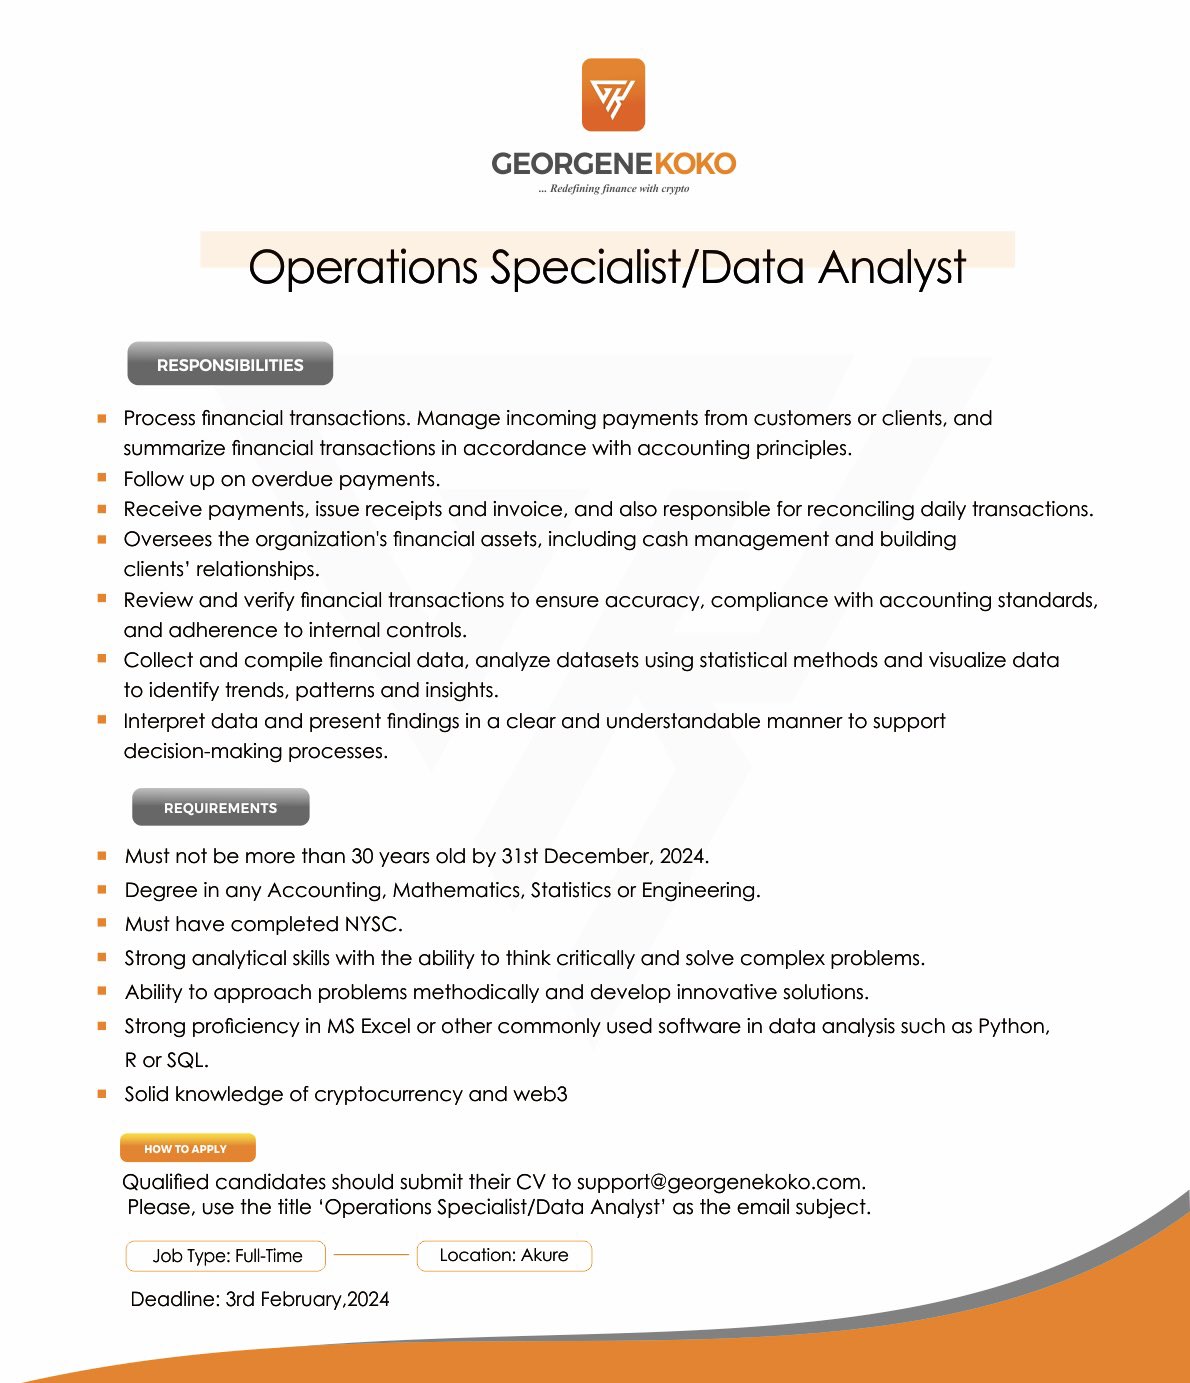 GEORGENEKOKO
... Redefining finance with crypto
Operations Specialist/Data Analyst
RESPONSIBILITIES
Process financial transactions. Manage incoming payments from customers or clients, and
summarize financial transactions in accordance with accounting principles.
Follow up on overdue payments.
Receive payments, issue receipts and invoice, and also responsible for reconciling daily transactions.
Oversees the organization's financial assets, including cash management and building
clients’ relationships.
Review and verify financial transactions to ensure accuracy, compliance with accounting standards,
and adherence to internal controls.
Collect and compile financial data, analyze datasets using statistical methods and visualize data
to identify trends, patterns and insights.
Interpret data and present findings in a clear and understandable manner to support
decision-making processes.
REQUIREMENTS
Must not be more than 30 years old by 31st December, 2024.
Degree in any Accounting, Mathematics, Statistics or Engineering.
Must have completed NYSC.
Strong analytical skills with the ability to think critically and solve complex problems.
Ability to approach problems methodically and develop innovative solutions.
Strong proficiency in MS Excel or other commonly used software in data analysis such as Python,
R or SQL.
Solid knowledge of cryptocurrency and web3
HOW TO APPLY
Qualified candidates should submit their CV to support@georgenekoko.com.
Please, use the title ‘Operations Specialist/Data Analyst’ as the email subject.
Job Type: Full-Time
Location: Akure
Deadline: 3rd February,2024